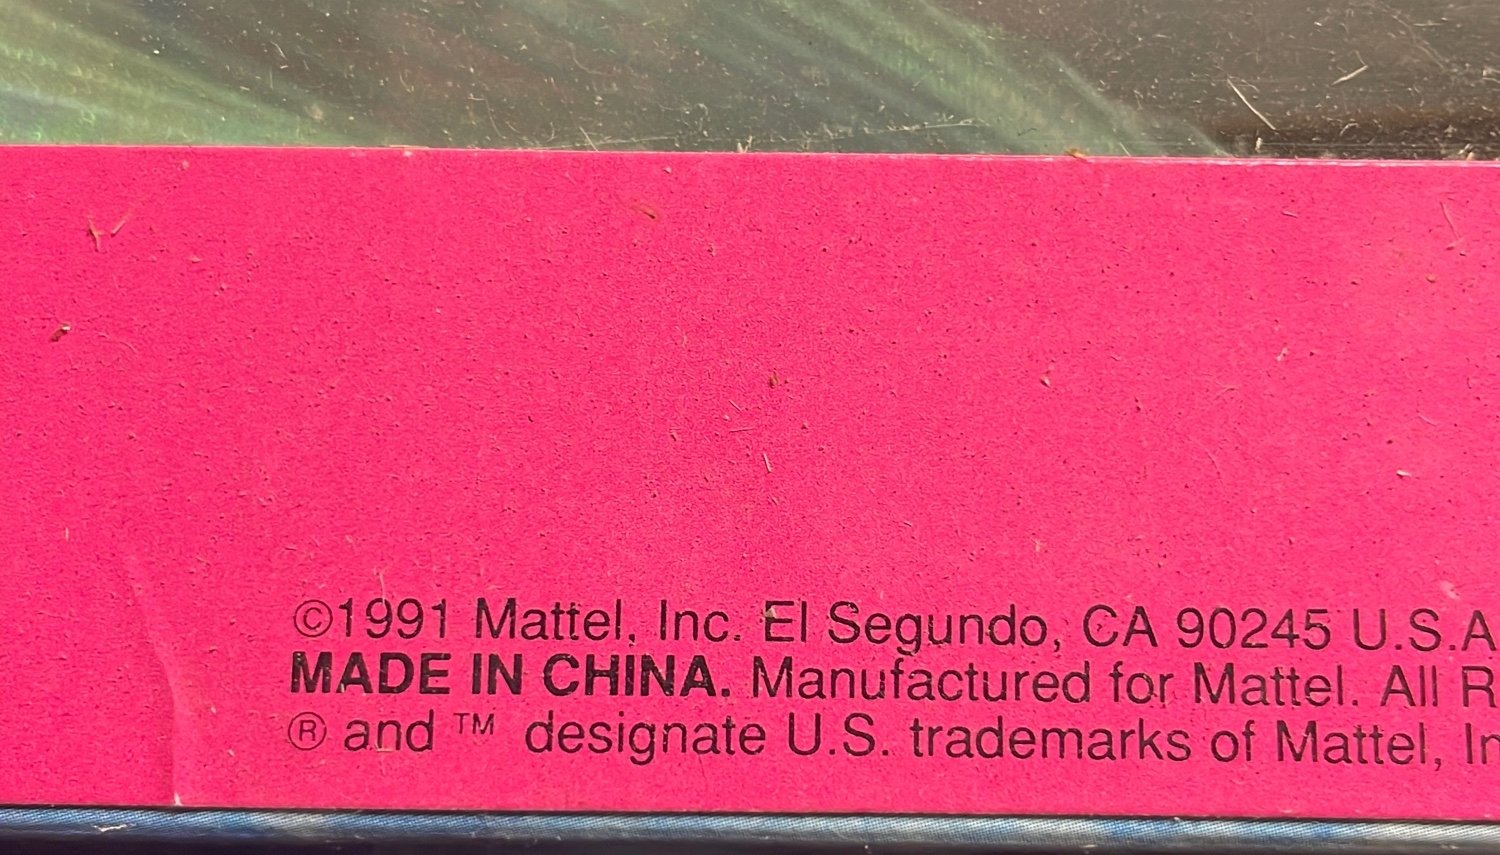 ©1991 Mattel, Inc. El Segundo, CA 90245 U.S.A
MADE IN CHINA. Manufactured for Mattel. All R
® and ™ designate U.S. trademarks of Mattel, In